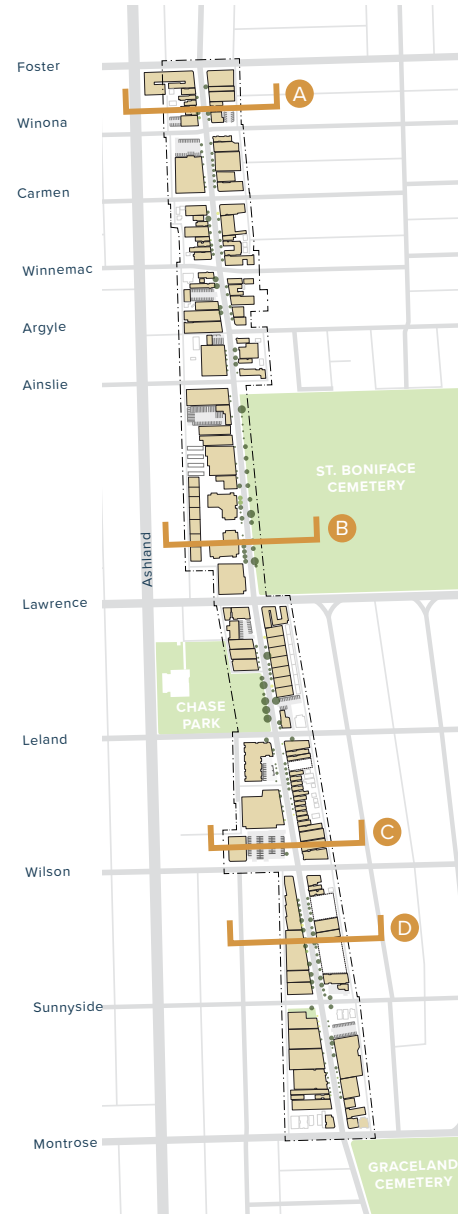 Foster
A
Winona
Carmen
Winnemac
Argyle
Ainslie
ST. BONIFACE
CEMETERY
B
Ashland
Lawrence
CHASE
PARK
Leland
C
Wilson
D
Sunnyside
Montrose
GRACELAND
CEMETERY